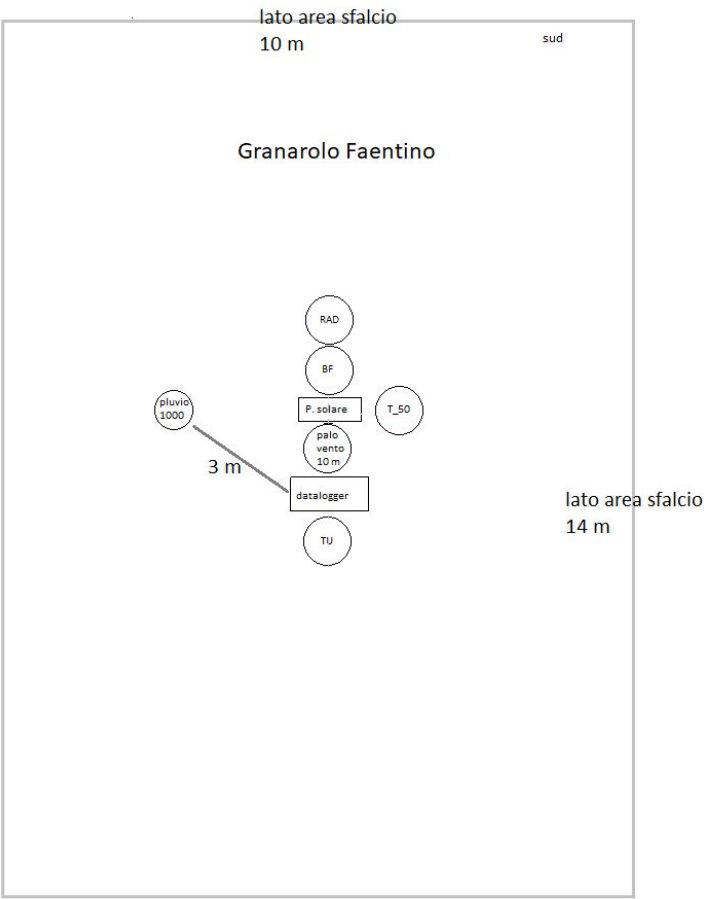 lato area sfalcio
10 m
sud
Granarolo Faentino
RAD
BF
pluvio
1000
P. solare
T_50
palo
vento
10 m
3 m
datalogger
lato area sfalcio
14 m
TU